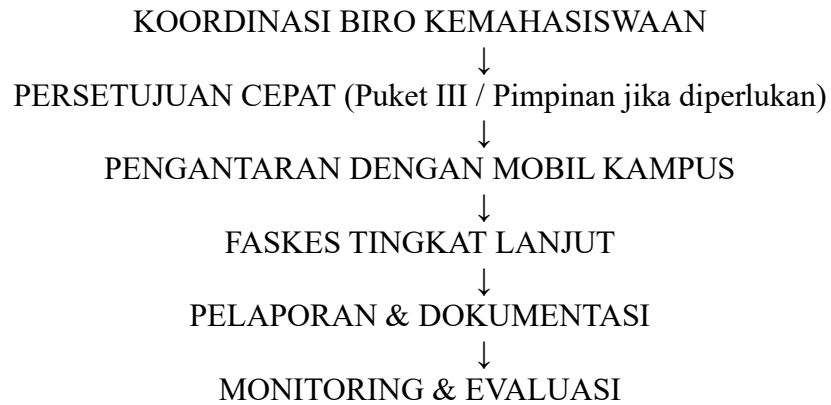 KOORDINASI BIRO KEMAHASISWAAN
↓
PERSETUJUAN CEPAT (Puket III / Pimpinan jika diperlukan)
↓
PENGANTARAN DENGAN MOBIL KAMPUS
↓
FASKES TINGKAT LANJUT
↓
PELAPORAN & DOKUMENTASI
↓
MONITORING & EVALUASI